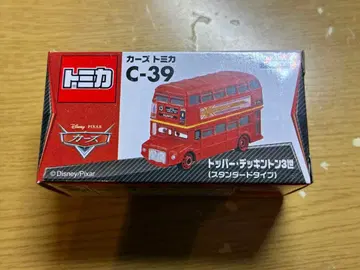 トミカ
カーズ トミカ
C-39
Disney · PIXAR
カーズ
トッパー・デッキントン3世
(スタンダードタイプ)
©Disney/Pixar